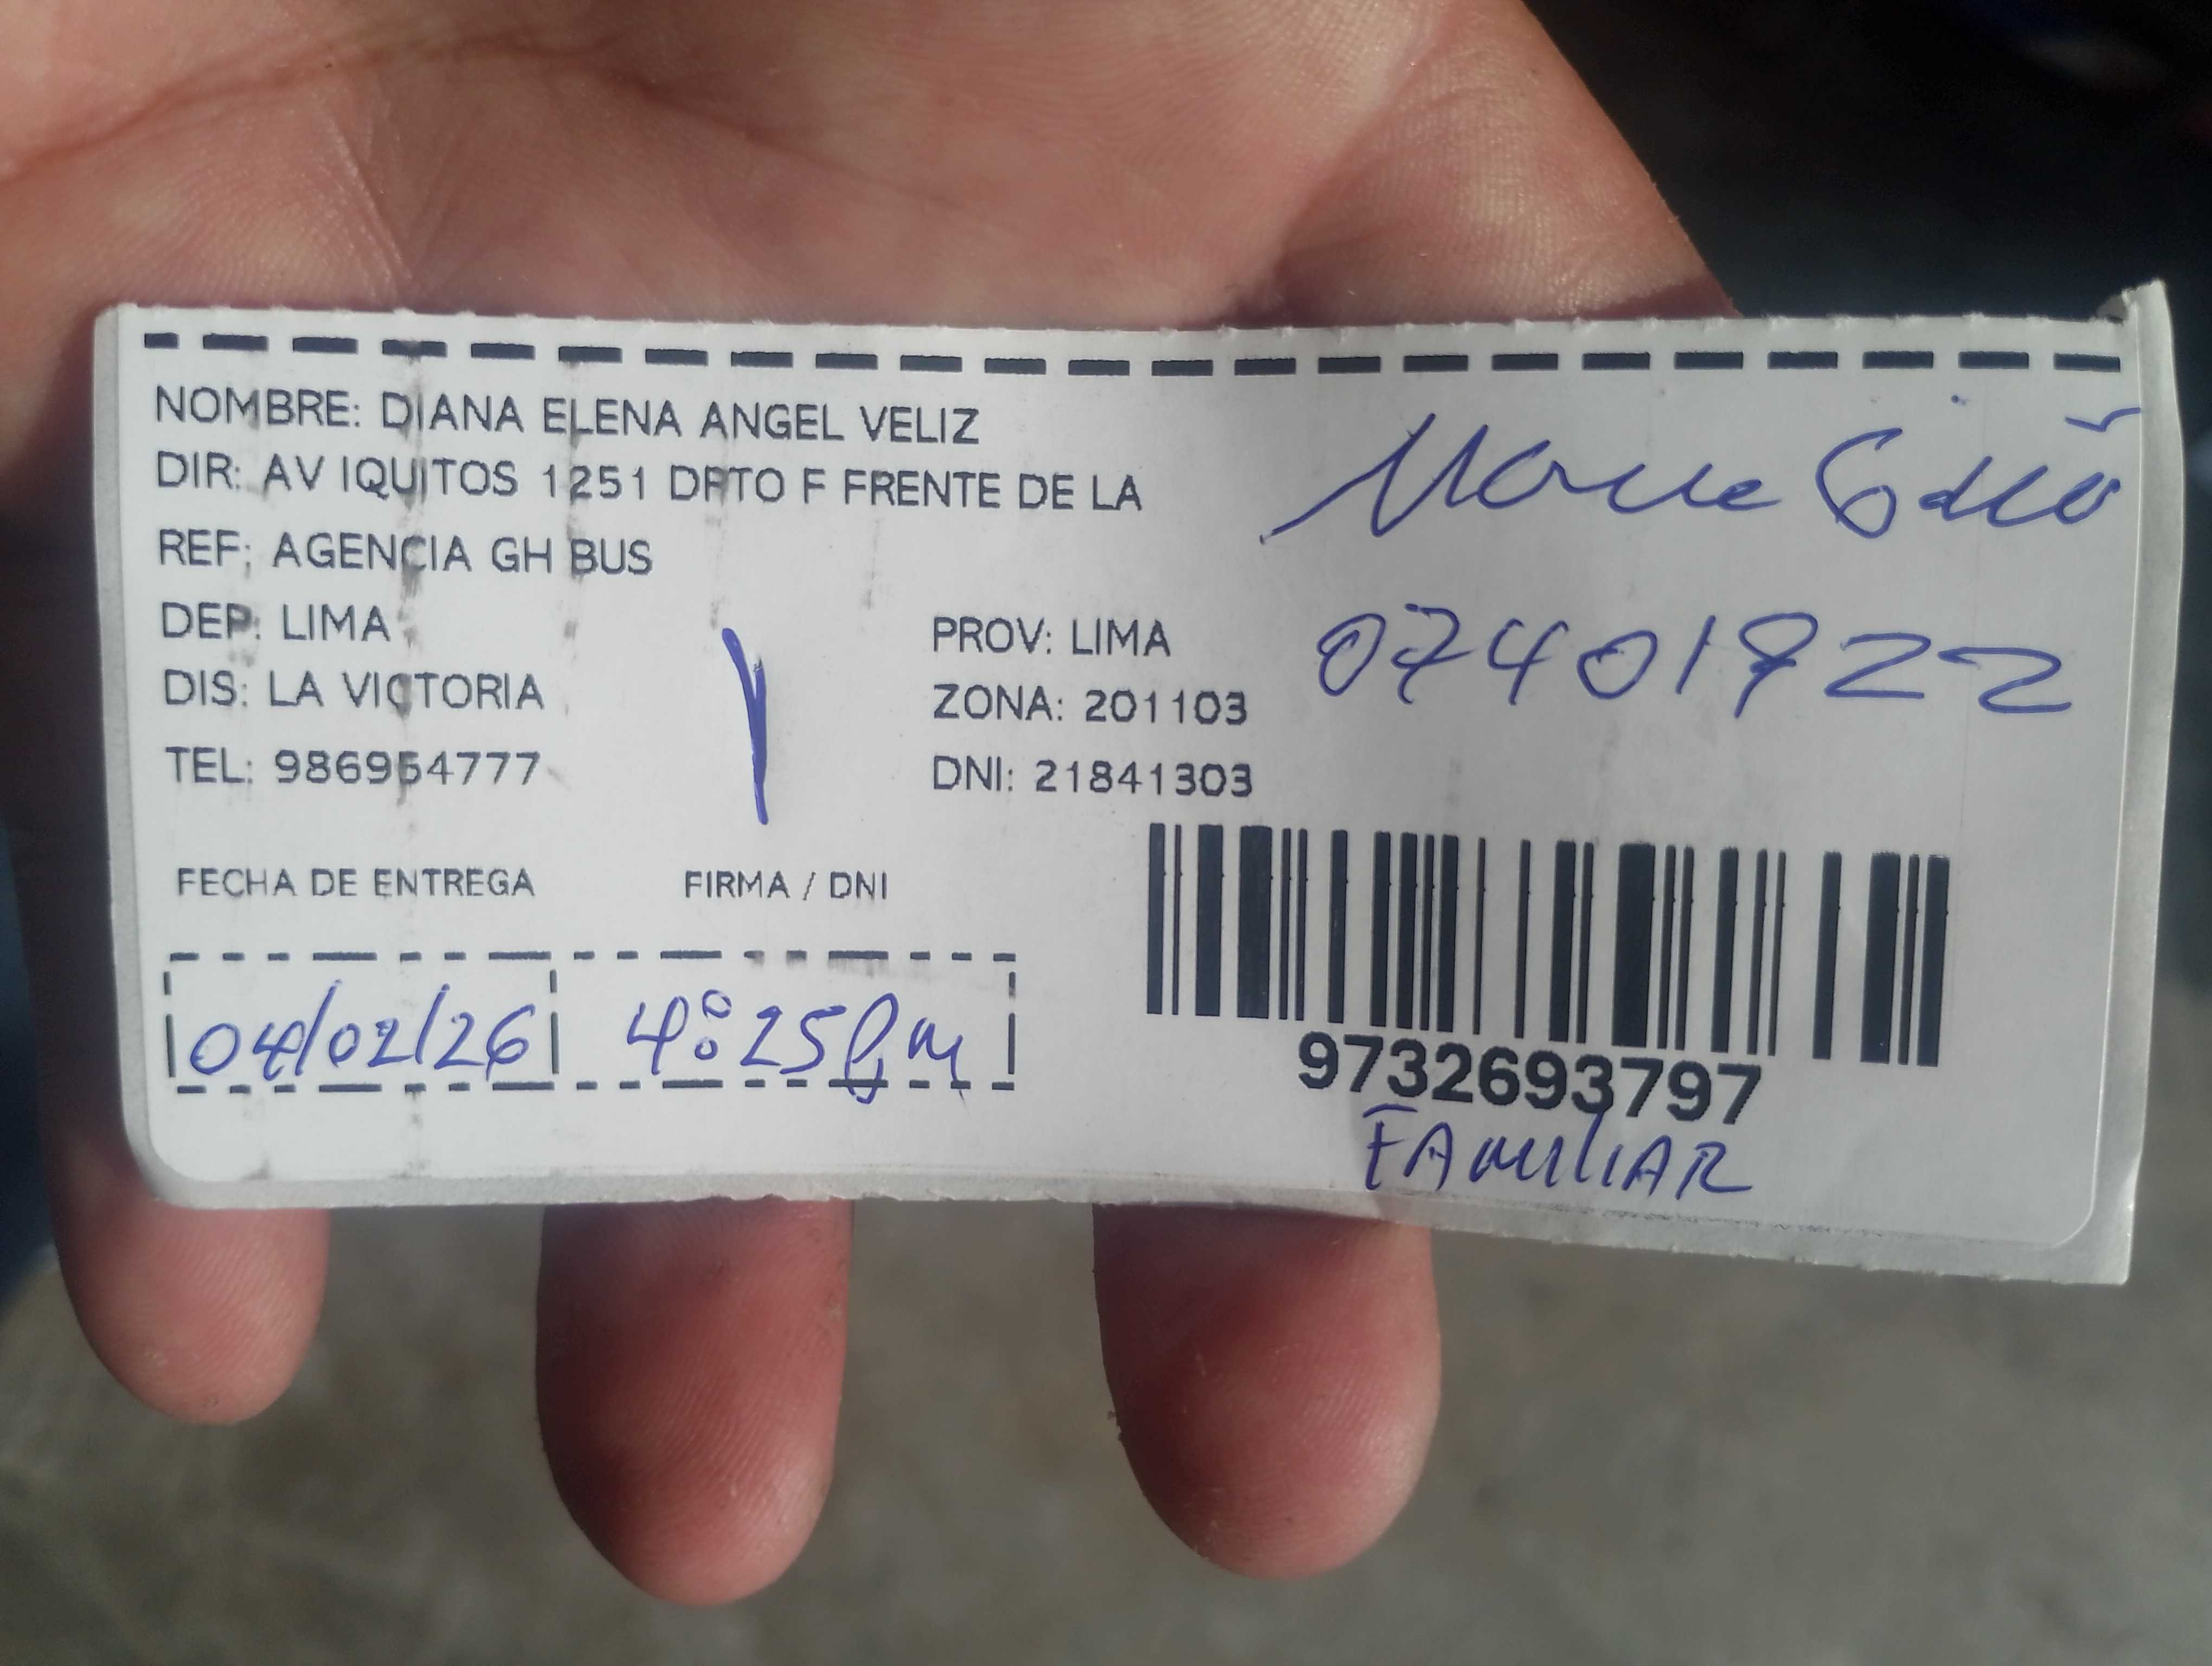 NOMBRE: DIANA ELENA ANGEL VELIZ
DIR: AV IQUITOS 1251 DPTO F FRENTE DE LA
REF: AGENCIA GH BUS
DEP: LIMA
PROV: LIMA
07401922
DIS: LA VICTORIA
ZONA: 201103
TEL: 986954777
DNI: 21841303
FECHA DE ENTREGA
FIRMA / DNI
04/02/26
4:25 pm
9732693797
FAMILIAR